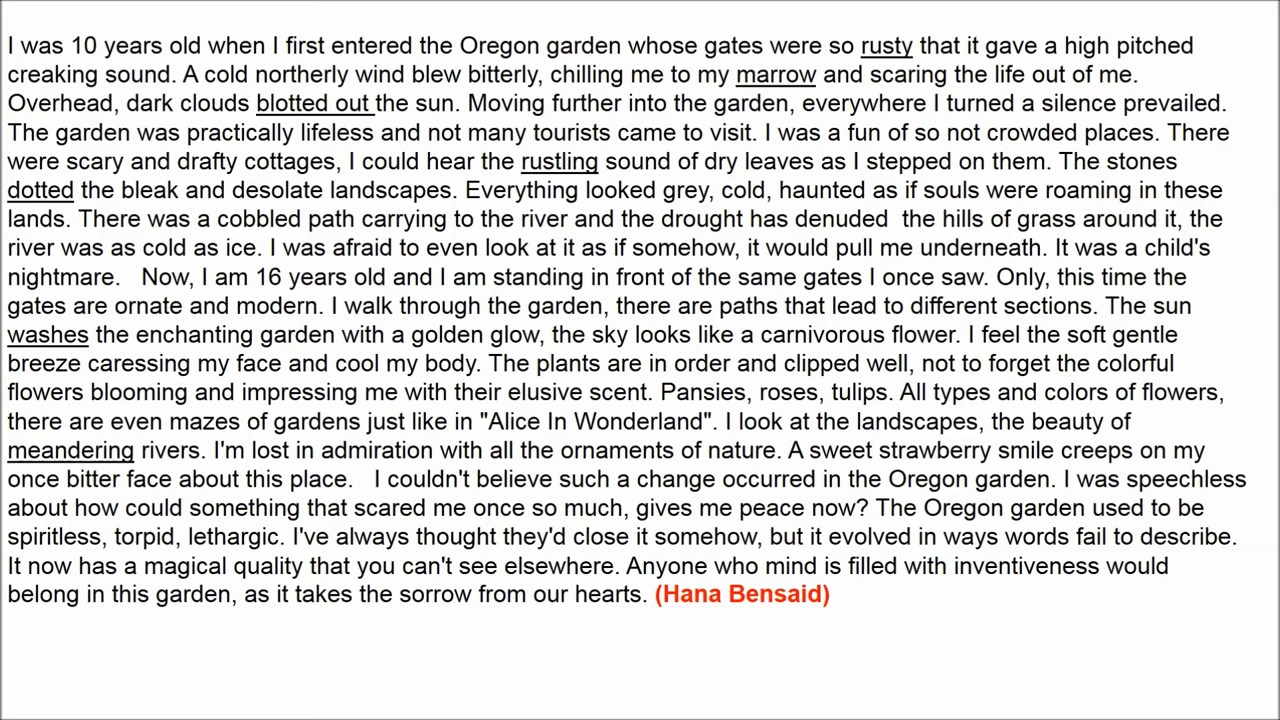 I was 10 years old when I first entered the Oregon garden whose gates were so rusty that it gave a high pitched
creaking sound. A cold northerly wind blew bitterly, chilling me to my marrow and scaring the life out of me.
Overhead, dark clouds blotted out the sun. Moving further into the garden, everywhere I turned a silence prevailed.
The garden was practically lifeless and not many tourists came to visit. I was a fun of so not crowded places. There
were scary and drafty cottages, I could hear the rustling sound of dry leaves as I stepped on them. The stones
dotted the bleak and desolate landscapes. Everything looked grey, cold, haunted as if souls were roaming in these
lands. There was a cobbled path carrying to the river and the drought has denuded  the hills of grass around it, the
river was as cold as ice. I was afraid to even look at it as if somehow, it would pull me underneath. It was a child's
nightmare.   Now, I am 16 years old and I am standing in front of the same gates I once saw. Only, this time the
gates are ornate and modern. I walk through the garden, there are paths that lead to different sections. The sun
washes the enchanting garden with a golden glow, the sky looks like a carnivorous flower. I feel the soft gentle
breeze caressing my face and cool my body. The plants are in order and clipped well, not to forget the colorful
flowers blooming and impressing me with their elusive scent. Pansies, roses, tulips. All types and colors of flowers,
there are even mazes of gardens just like in "Alice In Wonderland". I look at the landscapes, the beauty of
meandering rivers. I'm lost in admiration with all the ornaments of nature. A sweet strawberry smile creeps on my
once bitter face about this place.   I couldn't believe such a change occurred in the Oregon garden. I was speechless
about how could something that scared me once so much, gives me peace now? The Oregon garden used to be
spiritless, torpid, lethargic. I've always thought they'd close it somehow, but it evolved in ways words fail to describe.
It now has a magical quality that you can't see elsewhere. Anyone who mind is filled with inventiveness would
belong in this garden, as it takes the sorrow from our hearts. (Hana Bensaid)